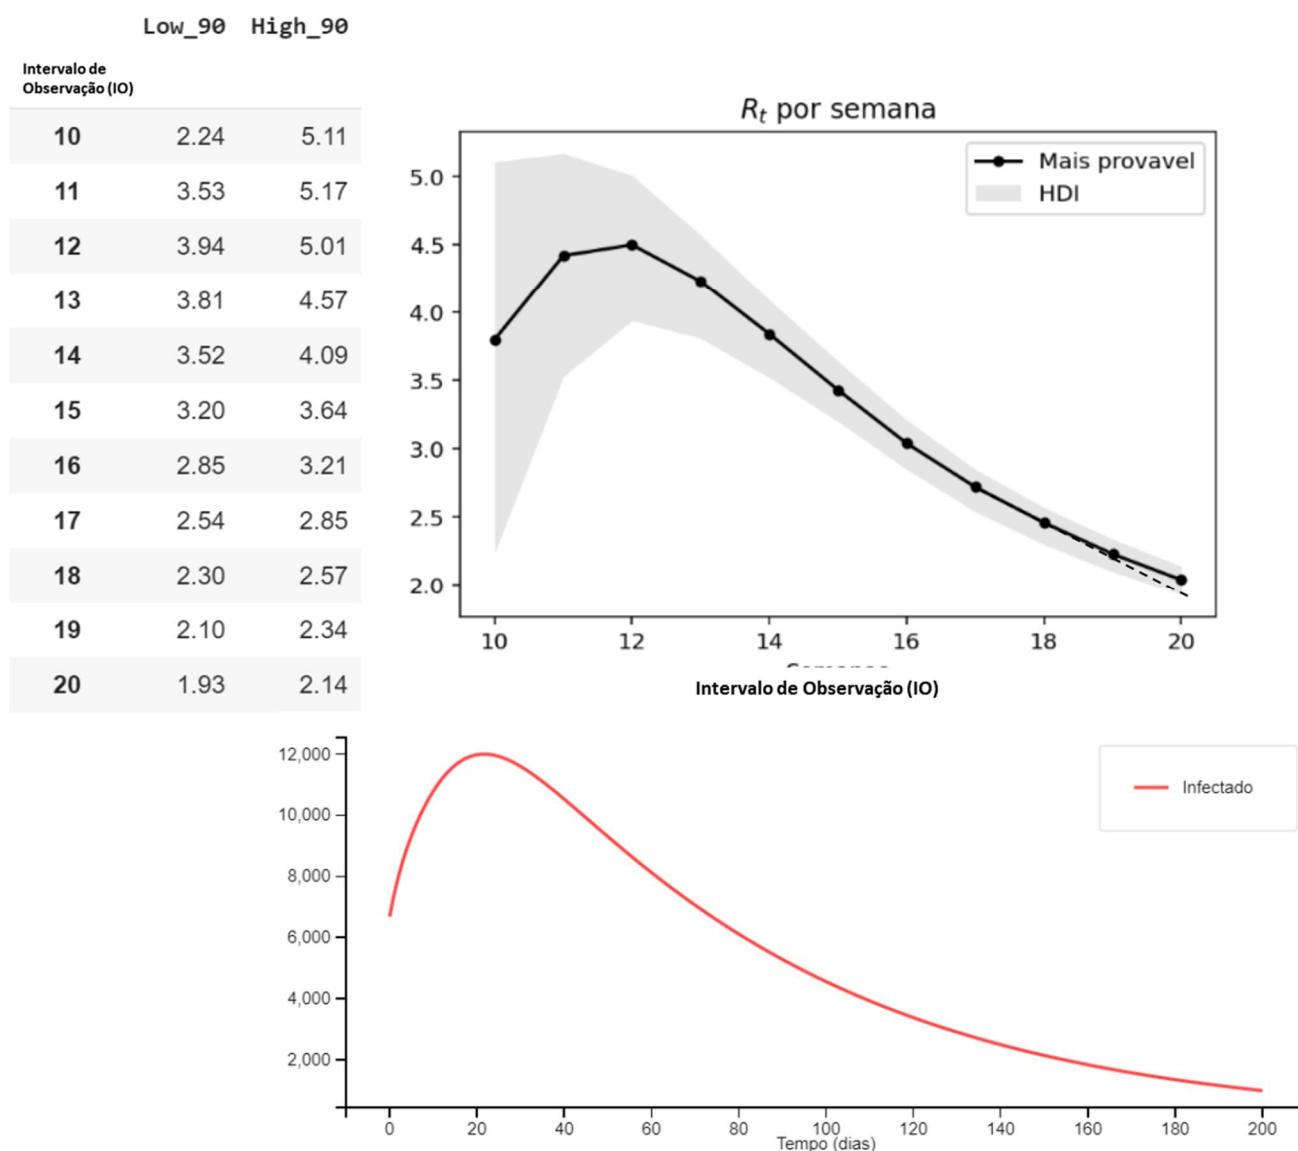 Low_90 High_90
Intervalo de
Observação (IO)
10 2.24 5.11
11 3.53 5.17
12 3.94 5.01
13 3.81 4.57
14 3.52 4.09
15 3.20 3.64
16 2.85 3.21
17 2.54 2.85
18 2.30 2.57
19 2.10 2.34
20 1.93 2.14
Rt por semana
Mais provavel
HDI
5.0
4.5
4.0
3.5
3.0
2.5
2.0
10 12 14 16 18 20
Intervalo de Observação (IO)
12,000
10,000
8,000
6,000
4,000
2,000
Infectado
0 20 40 60 80 100 120 140 160 180 200
Tempo (dias)